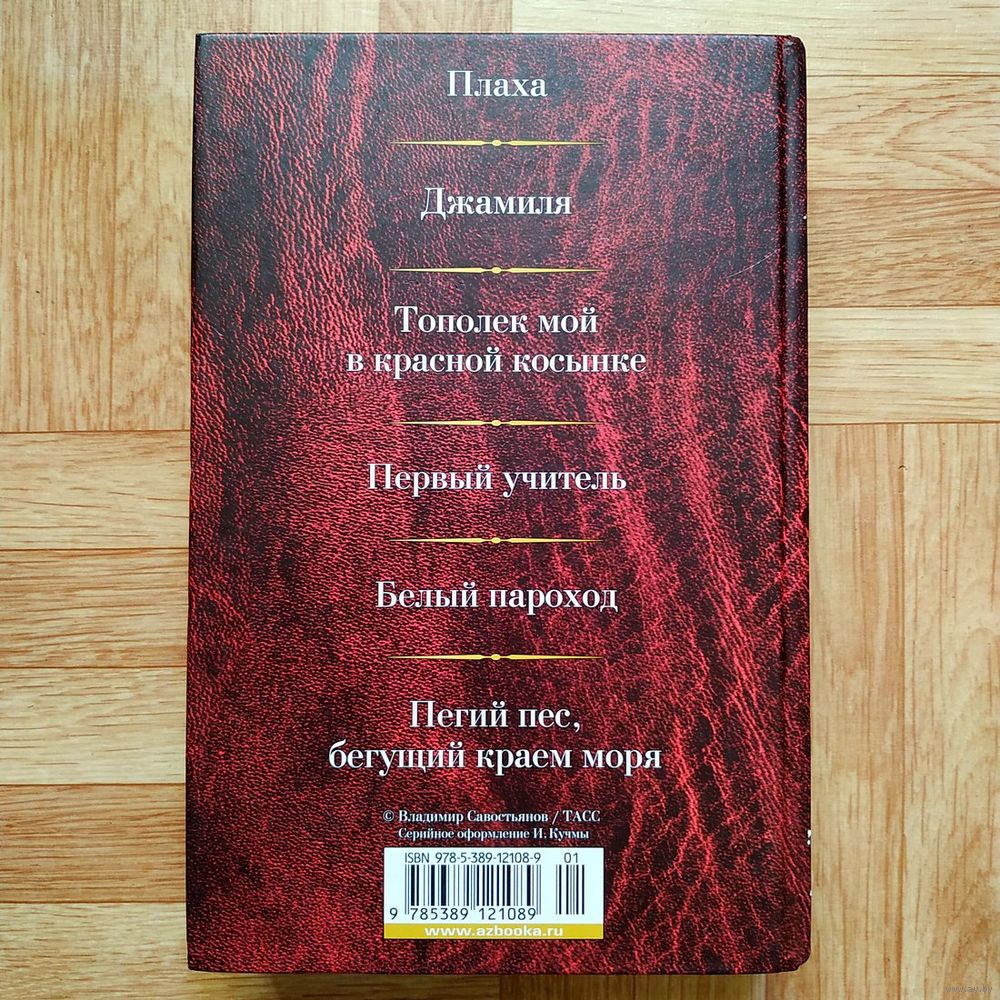 Плаха
Джамиля
Тополек мой
в красной косынке
Первый учитель
Белый пароход
Пегий пес,
бегущий краем моря
© Владимир Савостьянов / ТАСС
Серийное оформление И. Кучмы
ISBN 978-5-389-12108-9 01
9 785389 121089
www.azbooka.ru